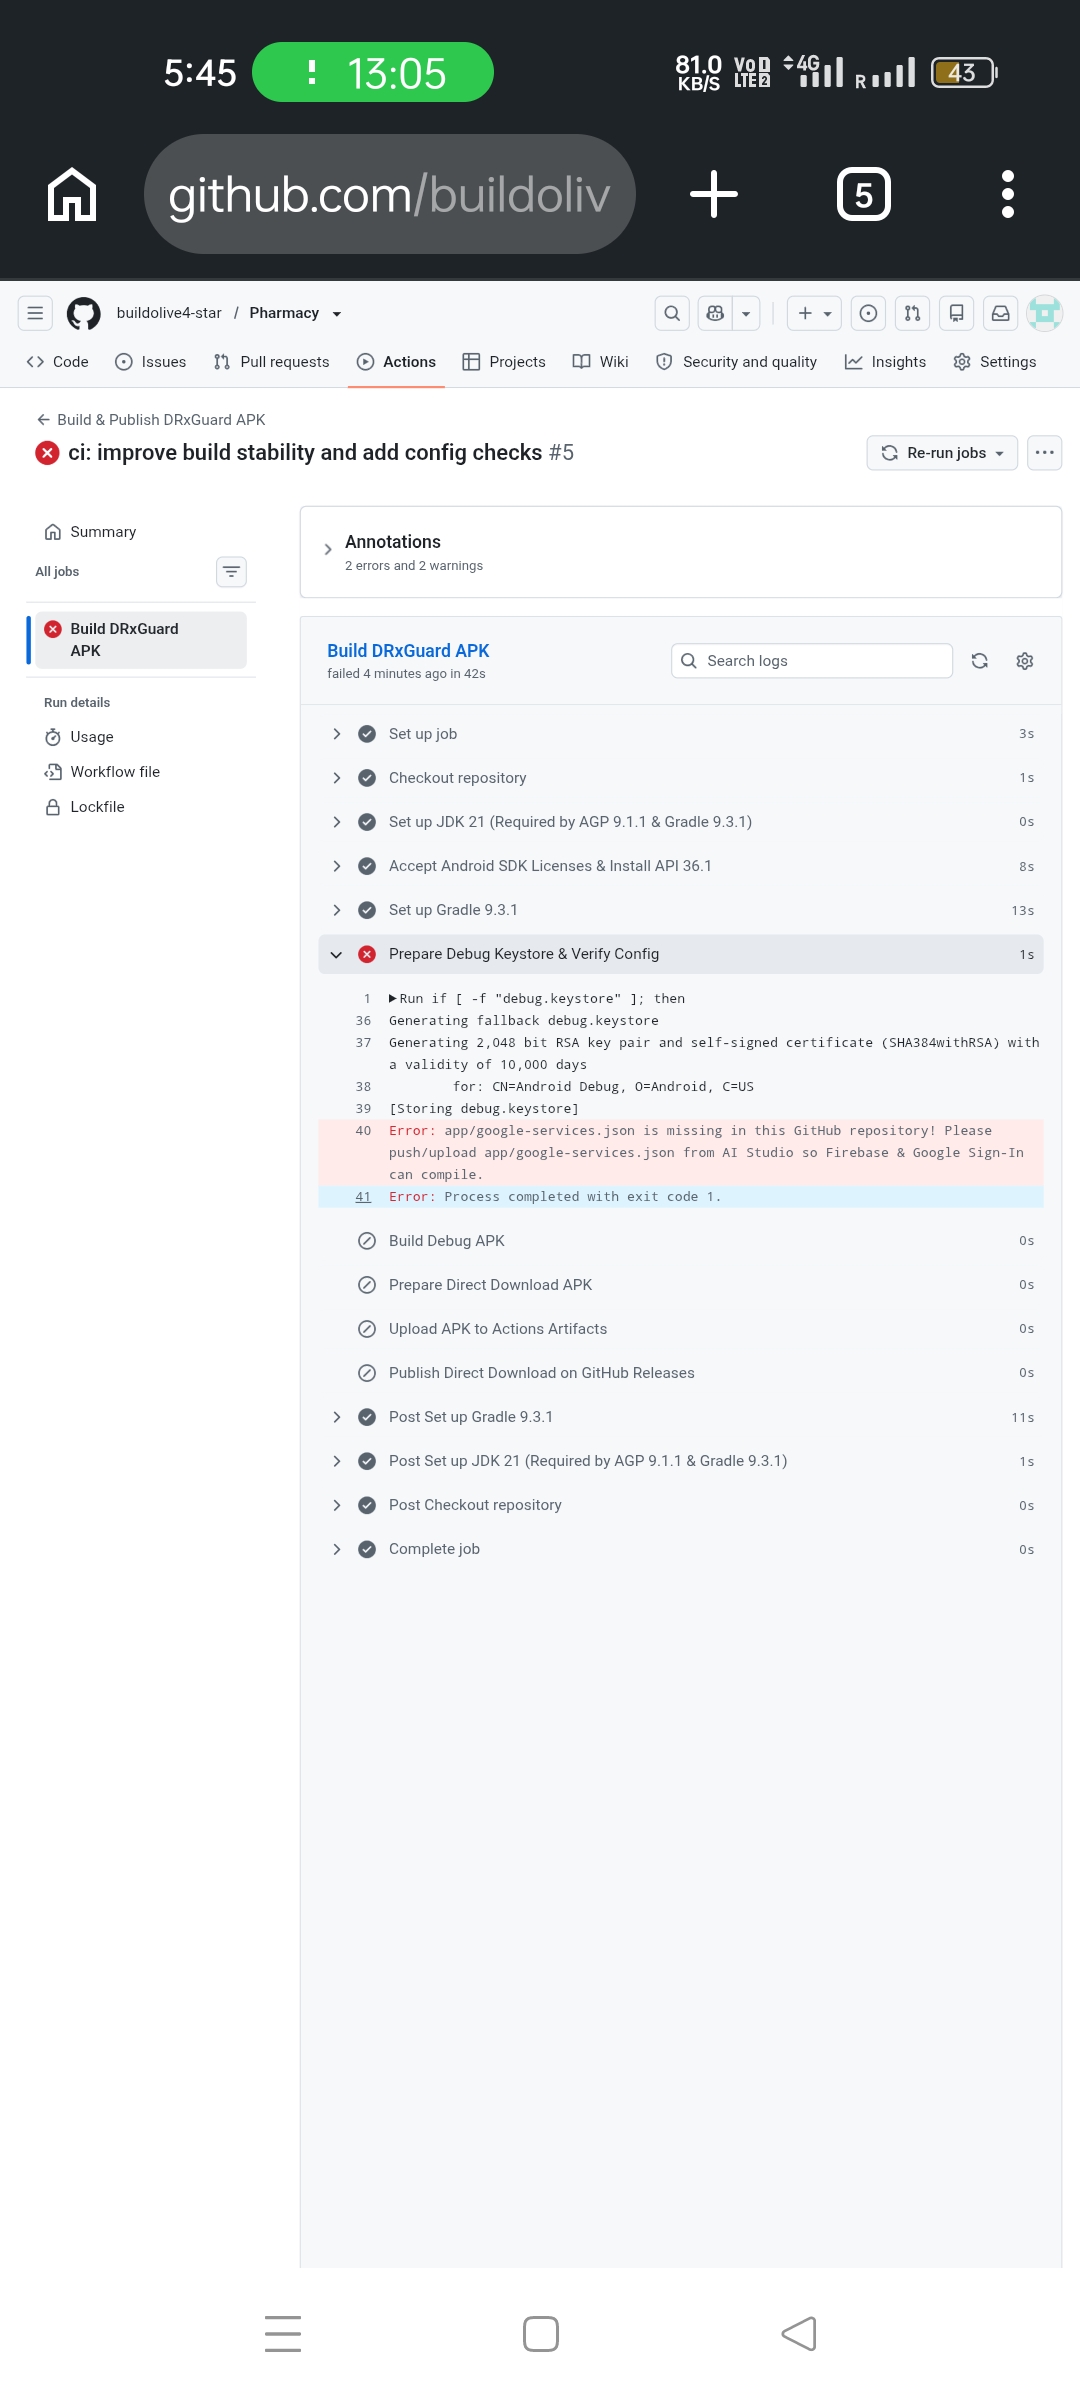 5:45
! 13:05
81.0 KB/S
Vo 1 LTE 2
4G
R
43
github.com/buildoliv
5
buildolive4-star / Pharmacy
Code
Issues
Pull requests
Actions
Projects
Wiki
Security and quality
Insights
Settings
Build & Publish DRxGuard APK
ci: improve build stability and add config checks #5
Re-run jobs
Summary
All jobs
Build DRxGuard
APK
Run details
Usage
Workflow file
Lockfile
Annotations
2 errors and 2 warnings
Build DRxGuard APK
failed 4 minutes ago in 42s
Search logs
Set up job 3s
Checkout repository 1s
Set up JDK 21 (Required by AGP 9.1.1 & Gradle 9.3.1) 0s
Accept Android SDK Licenses & Install API 36.1 8s
Set up Gradle 9.3.1 13s
Prepare Debug Keystore & Verify Config 1s
1 Run if [ -f "debug.keystore" ]; then
36 Generating fallback debug.keystore
37 Generating 2,048 bit RSA key pair and self-signed certificate (SHA384withRSA) with
a validity of 10,000 days
38 for: CN=Android Debug, O=Android, C=US
39 [Storing debug.keystore]
40 Error: app/google-services.json is missing in this GitHub repository! Please
push/upload app/google-services.json from AI Studio so Firebase & Google Sign-In
can compile.
41 Error: Process completed with exit code 1.
Build Debug APK 0s
Prepare Direct Download APK 0s
Upload APK to Actions Artifacts 0s
Publish Direct Download on GitHub Releases 0s
Post Set up Gradle 9.3.1 11s
Post Set up JDK 21 (Required by AGP 9.1.1 & Gradle 9.3.1) 1s
Post Checkout repository 0s
Complete job 0s